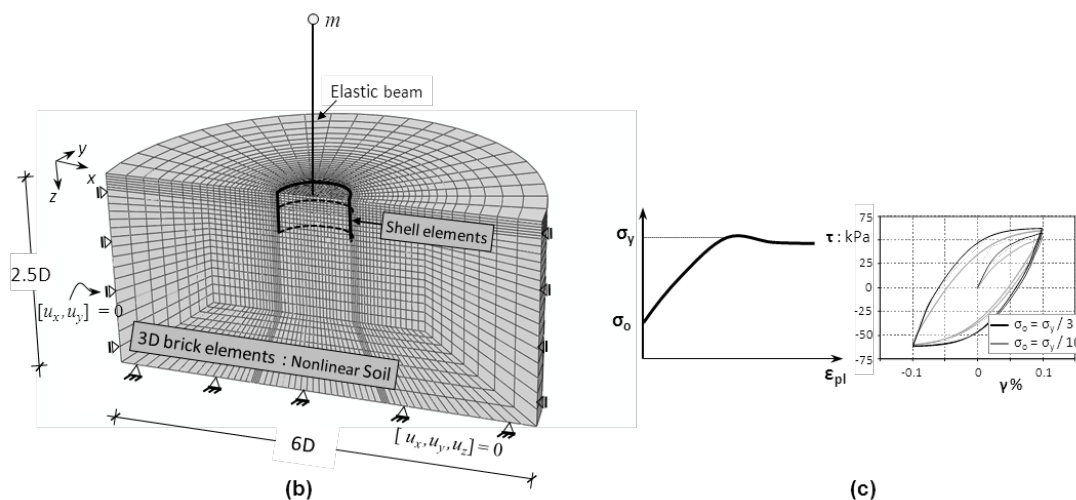 m
Elastic beam
y
x
z
Shell elements
2.5D
[u_x, u_y] = 0
3D brick elements : Nonlinear Soil
6D
[u_x, u_y, u_z] = 0
(b)
σ_y
σ_o
ε_pl
τ : kPa
75
50
25
0
-25
-50
-75
σ_o = σ_y / 3
σ_o = σ_y / 10
-0.1
0
0.1
γ%
(c)